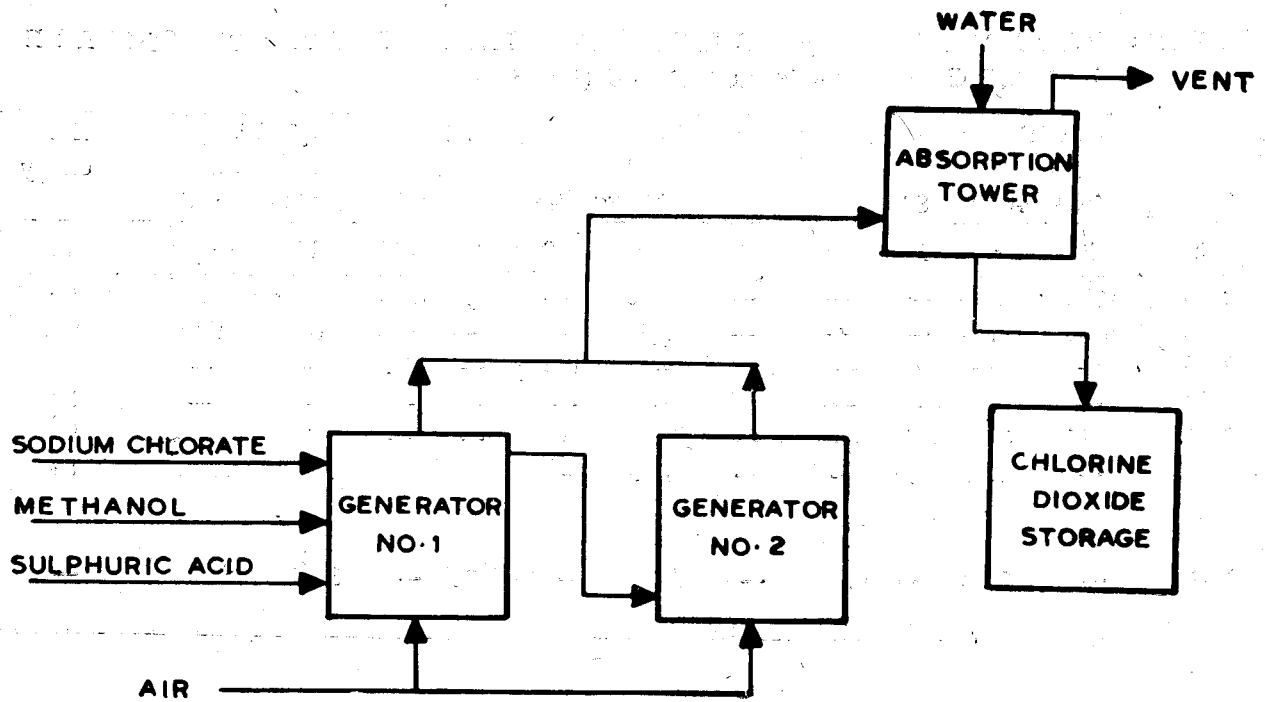 WATER
VENT
ABSORPTION
TOWER
SODIUM CHLORATE
METHANOL
SULPHURIC ACID
GENERATOR
NO·1
GENERATOR
NO·2
CHLORINE
DIOXIDE
STORAGE
AIR